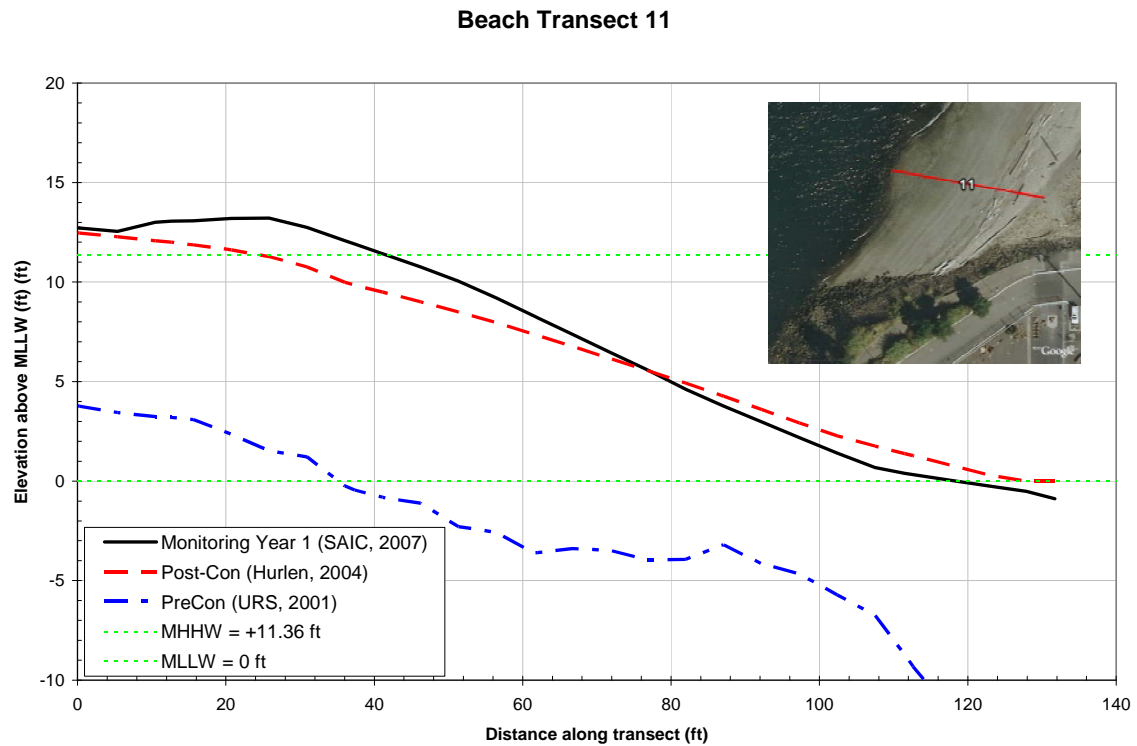 Beach Transect 11
20
15
10
5
0
-5
-10
0
20
40
60
80
100
120
140
Elevation above MLLW (ft) (ft)
Distance along transect (ft)
Monitoring Year 1 (SAIC, 2007)
Post-Con (Hurlen, 2004)
PreCon (URS, 2001)
MHHW = +11.36 ft
MLLW = 0 ft
11
Google